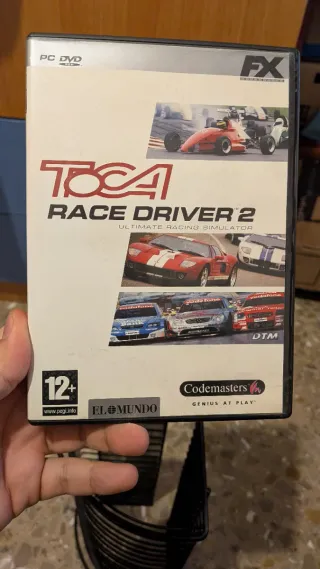 PC DVD
FX
TOCA
RACE DRIVER 2
ULTIMATE RACING SIMULATOR
DTM
12+
www.pegi.info
EL MUNDO
Codemasters
GENIUS AT PLAY